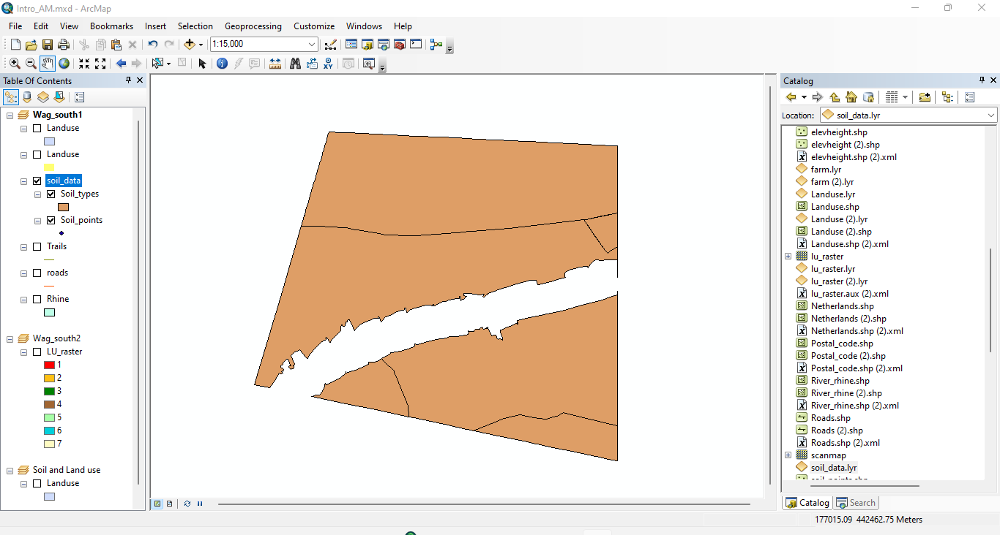 Intro_AM.mxd - ArcMap
File Edit View Bookmarks Insert Selection Geoprocessing Customize Windows Help
1:15,000
Table Of Contents
Wag_south1
Landuse
Landuse
soil_data
Soil_types
Soil_points
Trails
roads
Rhine
Wag_south2
LU_raster
1
2
3
4
5
6
7
Soil and Land use
Landuse
Catalog
Location: soil_data.lyr
elevheight.shp
elevheight (2).shp
elevheight.shp (2).xml
farm.lyr
farm (2).lyr
Landuse.lyr
Landuse.shp
Landuse (2).lyr
Landuse (2).shp
Landuse.shp (2).xml
lu_raster
lu_raster.lyr
lu_raster (2).lyr
lu_raster.aux (2).xml
Netherlands.shp
Netherlands (2).shp
Netherlands.shp (2).xml
Postal_code.shp
Postal_code (2).shp
Postal_code.shp (2).xml
River_rhine.shp
River_rhine (2).shp
River_rhine.shp (2).xml
Roads.shp
Roads (2).shp
Roads.shp (2).xml
scanmap
soil_data.lyr
Catalog Search
177015.09 442462.75 Meters